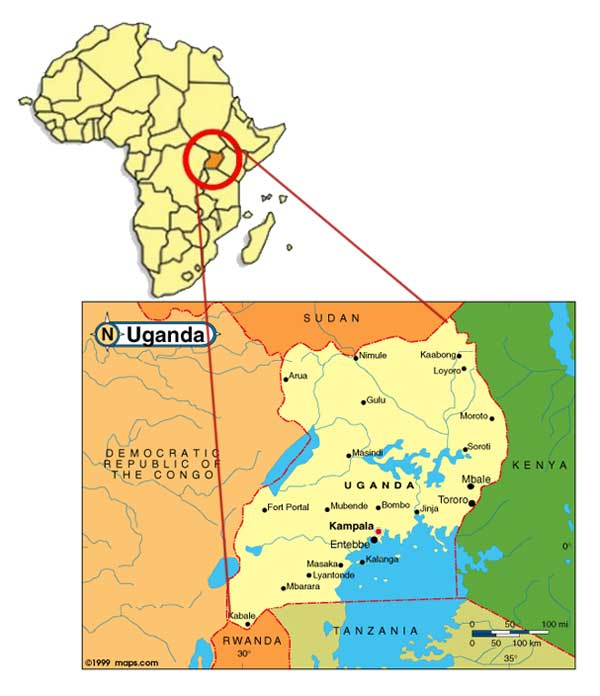 N Uganda
SUDAN
Nimule
Kaabong
Loyoro
Arua
Gulu
Moroto
Soroti
Masindi
DEMOCRATIC
REPUBLIC OF
THE CONGO
KENYA
UGANDA
Mbale
Tororo
Fort Portal
Mubende
Bombo
Jinja
Kampala
Entebbe
0°
Masaka
Kalanga
Lyantonde
Mbarara
Kabale
RWANDA
TANZANIA
0 50 100 mi
0 50 100 km
30°
35°
©1999 maps.com